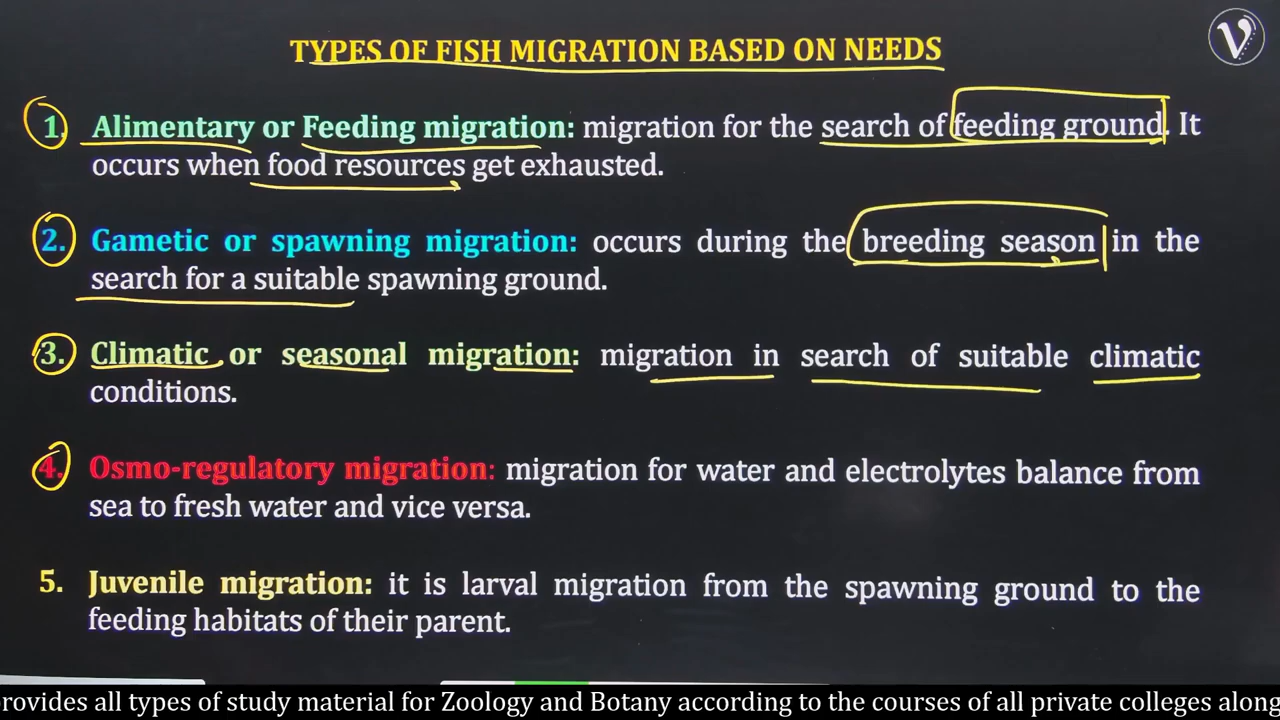 TYPES OF FISH MIGRATION BASED ON NEEDS
V
1. Alimentary or Feeding migration: migration for the search of feeding ground. It
occurs when food resources get exhausted.
2. Gametic or spawning migration: occurs during the breeding season in the
search for a suitable spawning ground.
3. Climatic or seasonal migration: migration in search of suitable climatic
conditions.
4. Osmo-regulatory migration: migration for water and electrolytes balance from
sea to fresh water and vice versa.
5. Juvenile migration: it is larval migration from the spawning ground to the
feeding habitats of their parent.
rovides all types of study material for Zoology and Botany according to the courses of all private colleges along